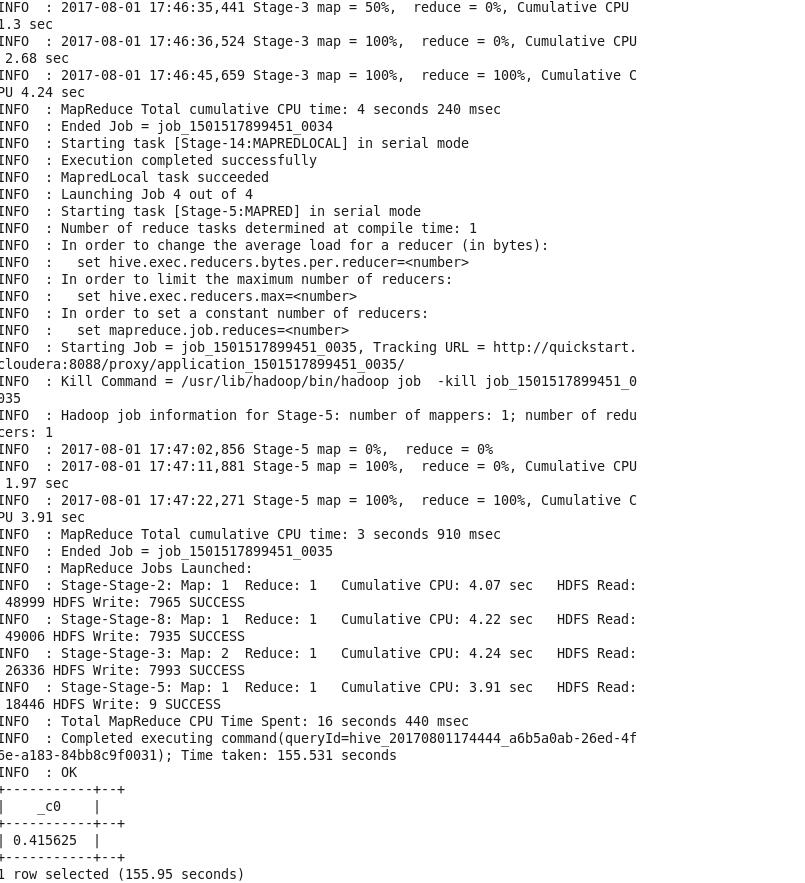 INFO  : 2017-08-01 17:46:35,441 Stage-3 map = 50%,  reduce = 0%, Cumulative CPU
1.3 sec
INFO  : 2017-08-01 17:46:36,524 Stage-3 map = 100%,  reduce = 0%, Cumulative CPU
 2.68 sec
INFO  : 2017-08-01 17:46:45,659 Stage-3 map = 100%,  reduce = 100%, Cumulative C
PU 4.24 sec
INFO  : MapReduce Total cumulative CPU time: 4 seconds 240 msec
INFO  : Ended Job = job_1501517899451_0034
INFO  : Starting task [Stage-14:MAPREDLOCAL] in serial mode
INFO  : Execution completed successfully
INFO  : MapredLocal task succeeded
INFO  : Launching Job 4 out of 4
INFO  : Starting task [Stage-5:MAPRED] in serial mode
INFO  : Number of reduce tasks determined at compile time: 1
INFO  : In order to change the average load for a reducer (in bytes):
INFO  :   set hive.exec.reducers.bytes.per.reducer=<number>
INFO  : In order to limit the maximum number of reducers:
INFO  :   set hive.exec.reducers.max=<number>
INFO  : In order to set a constant number of reducers:
INFO  :   set mapreduce.job.reduces=<number>
INFO  : Starting Job = job_1501517899451_0035, Tracking URL = http://quickstart.
cloudera:8088/proxy/application_1501517899451_0035/
INFO  : Kill Command = /usr/lib/hadoop/bin/hadoop job  -kill job_1501517899451_0
035
INFO  : Hadoop job information for Stage-5: number of mappers: 1; number of redu
cers: 1
INFO  : 2017-08-01 17:47:02,856 Stage-5 map = 0%,  reduce = 0%
INFO  : 2017-08-01 17:47:11,881 Stage-5 map = 100%,  reduce = 0%, Cumulative CPU
 1.97 sec
INFO  : 2017-08-01 17:47:22,271 Stage-5 map = 100%,  reduce = 100%, Cumulative C
PU 3.91 sec
INFO  : MapReduce Total cumulative CPU time: 3 seconds 910 msec
INFO  : Ended Job = job_1501517899451_0035
INFO  : MapReduce Jobs Launched:
INFO  : Stage-Stage-2: Map: 1  Reduce: 1   Cumulative CPU: 4.07 sec   HDFS Read:
 48999 HDFS Write: 7965 SUCCESS
INFO  : Stage-Stage-8: Map: 1  Reduce: 1   Cumulative CPU: 4.22 sec   HDFS Read:
 49006 HDFS Write: 7935 SUCCESS
INFO  : Stage-Stage-3: Map: 2  Reduce: 1   Cumulative CPU: 4.24 sec   HDFS Read:
 26336 HDFS Write: 7993 SUCCESS
INFO  : Stage-Stage-5: Map: 1  Reduce: 1   Cumulative CPU: 3.91 sec   HDFS Read:
 18446 HDFS Write: 9 SUCCESS
INFO  : Total MapReduce CPU Time Spent: 16 seconds 440 msec
INFO  : Completed executing command(queryId=hive_20170801174444_a6b5a0ab-26ed-4f
6e-a183-84bb8c9f0031); Time taken: 155.531 seconds
INFO  : OK
+-----------+--+
|    _c0    |
+-----------+--+
| 0.415625  |
+-----------+--+
1 row selected (155.95 seconds)